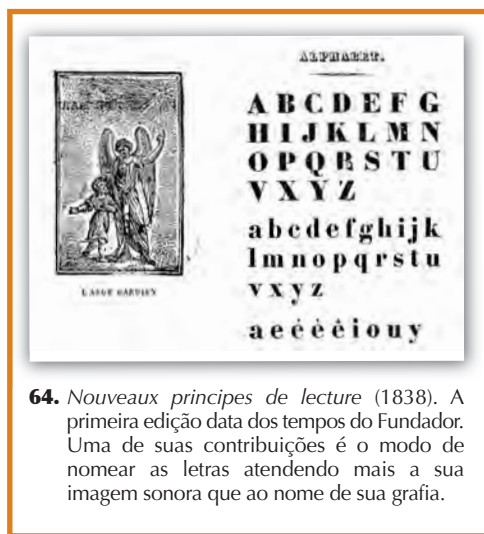 ALPHABET.
A B C D E F G
H I J K L M N
O P Q R S T U
V X Y Z
a b c d e f g h i j k
l m n o p q r s t u
v x y z
a e é è ê i o u y
L'ANGE GARDIEN
64. Nouveaux principes de lecture (1838). A
primeira edição data dos tempos do Fundador.
Uma de suas contribuições é o modo de
nomear as letras atendendo mais a sua
imagem sonora que ao nome de sua grafia.